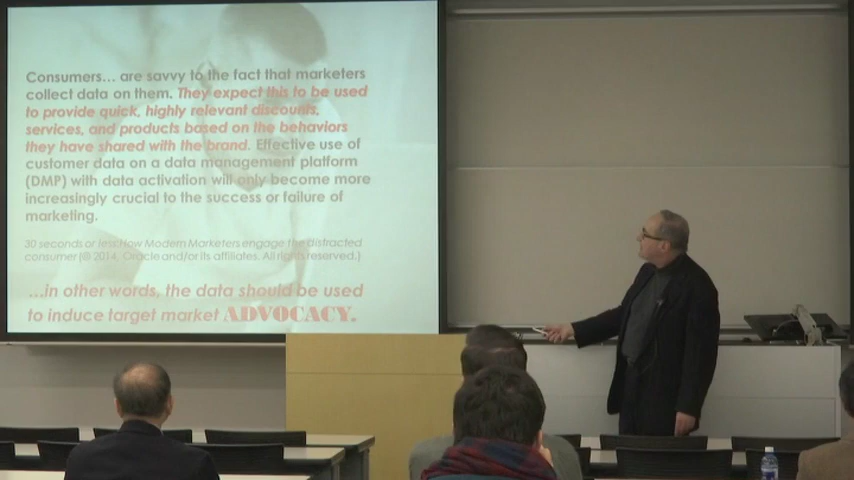 Consumers... are savvy to the fact that marketers
collect data on them. They expect this to be used
to provide quick, highly relevant discounts,
services, and products based on the behaviors
they have shared with the brand. Effective use of
customer data on a data management platform
(DMP) with data activation will only become more
increasingly crucial to the success or failure of
marketing.
30 seconds or less: How Modern Marketers engage the distracted
consumer (© 2014, Oracle and/or its affiliates. All rights reserved.)
...in other words, the data should be used
to induce target market ADVOCACY.